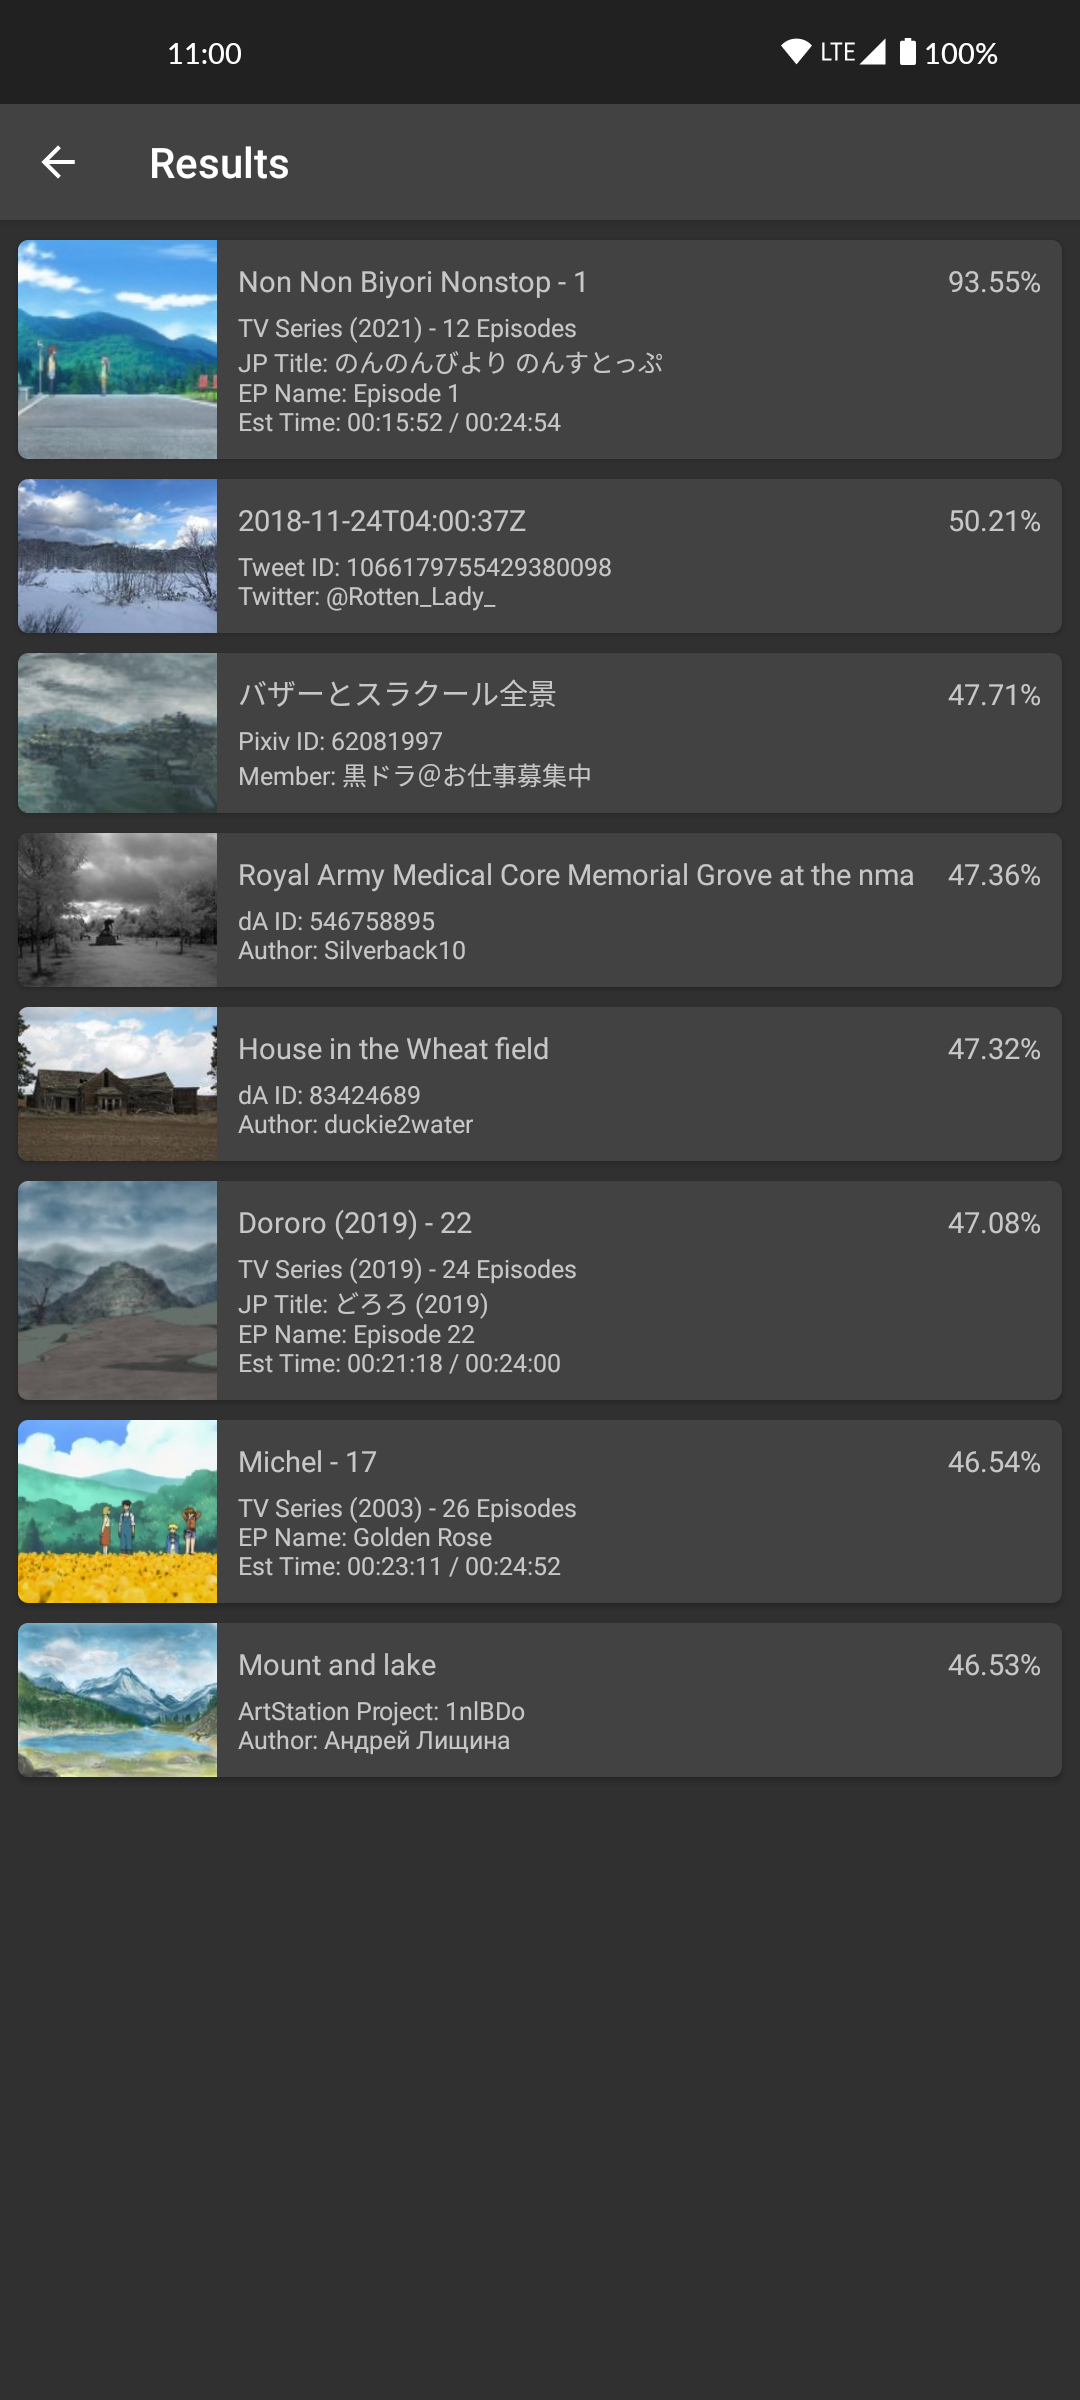 11:00
LTE 100%
Results
Non Non Biyori Nonstop - 1 93.55%
TV Series (2021) - 12 Episodes
JP Title: のんのんびより のんすとっぷ
EP Name: Episode 1
Est Time: 00:15:52 / 00:24:54
2018-11-24T04:00:37Z 50.21%
Tweet ID: 1066179755429380098
Twitter: @Rotten_Lady_
バザーとスラクール全景 47.71%
Pixiv ID: 62081997
Member: 黒ドラ@お仕事募集中
Royal Army Medical Core Memorial Grove at the nma 47.36%
dA ID: 546758895
Author: Silverback10
House in the Wheat field 47.32%
dA ID: 83424689
Author: duckie2water
Dororo (2019) - 22 47.08%
TV Series (2019) - 24 Episodes
JP Title: どろろ (2019)
EP Name: Episode 22
Est Time: 00:21:18 / 00:24:00
Michel - 17 46.54%
TV Series (2003) - 26 Episodes
EP Name: Golden Rose
Est Time: 00:23:11 / 00:24:52
Mount and lake 46.53%
ArtStation Project: 1nlBDo
Author: Андрей Лищина